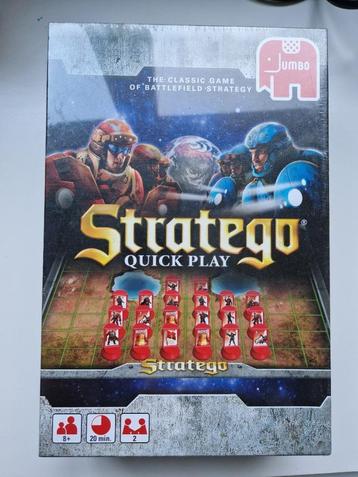 THE CLASSIC GAME
OF BATTLEFIELD STRATEGY
JUMBO
Stratego®
QUICK PLAY
Stratego
8+
20 min.
2